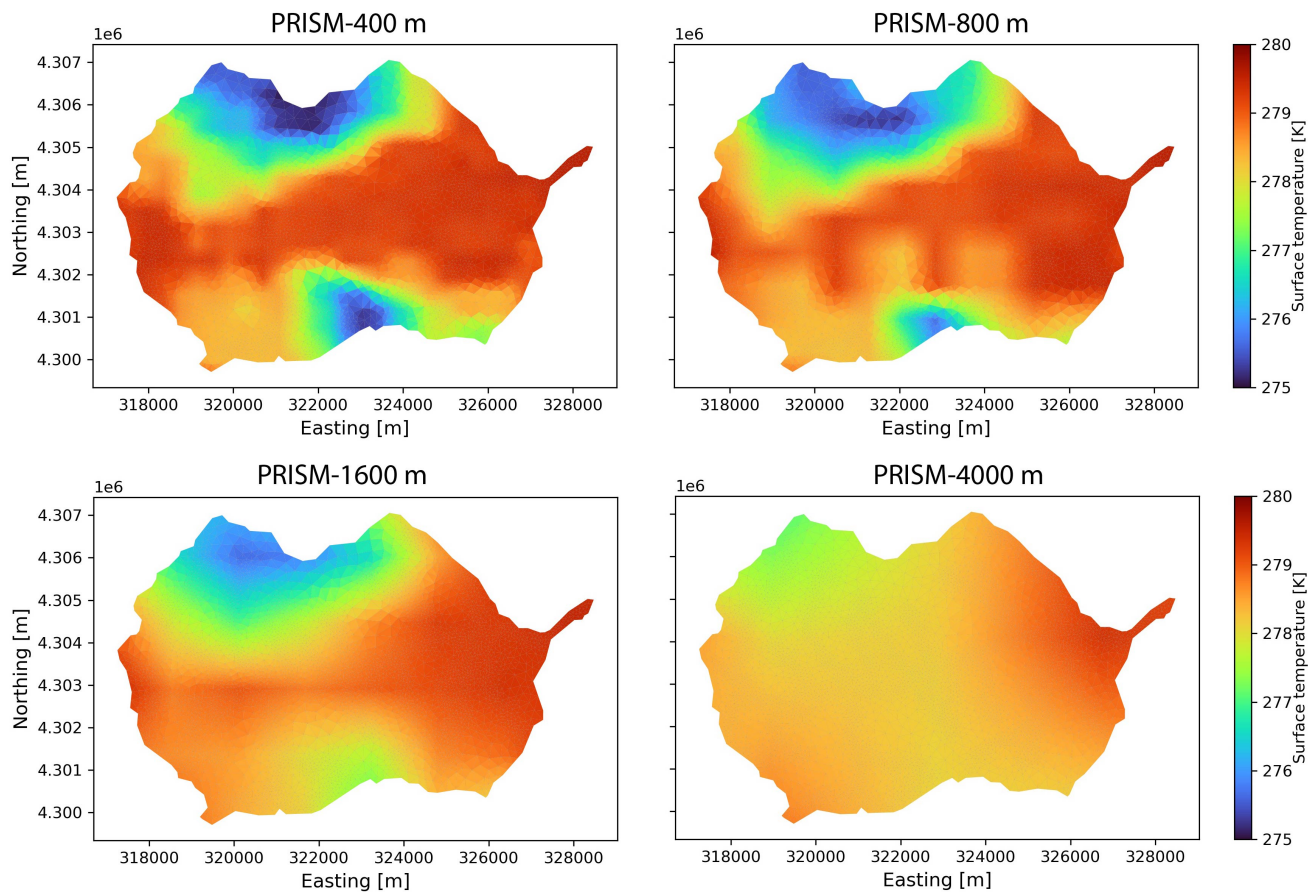 PRISM-400 m
1e6
4.307
4.306
4.305
4.304
4.303
4.302
4.301
4.300
Northing [m]
318000 320000 322000 324000 326000 328000
Easting [m]
PRISM-800 m
1e6
318000 320000 322000 324000 326000 328000
Easting [m]
280
279
278
277
276
275
Surface temperature [K]
PRISM-1600 m
1e6
4.307
4.306
4.305
4.304
4.303
4.302
4.301
4.300
Northing [m]
318000 320000 322000 324000 326000 328000
Easting [m]
PRISM-4000 m
1e6
318000 320000 322000 324000 326000 328000
Easting [m]
280
279
278
277
276
275
Surface temperature [K]